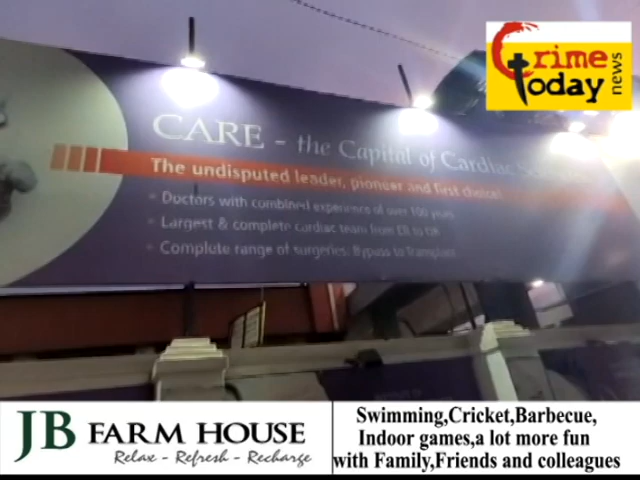 Crime
Today
news
CARE - the Capital of Cardiac
The undisputed leader, pioneer and first choice!
• Doctors with combined experience of over 100 years
• Largest & complete cardiac team from ER to OR
• Complete range of surgeries: Bypass to Transplant
JB FARM HOUSE
Relax - Refresh - Recharge
Swimming,Cricket,Barbecue,
Indoor games,a lot more fun
with Family,Friends and colleagues